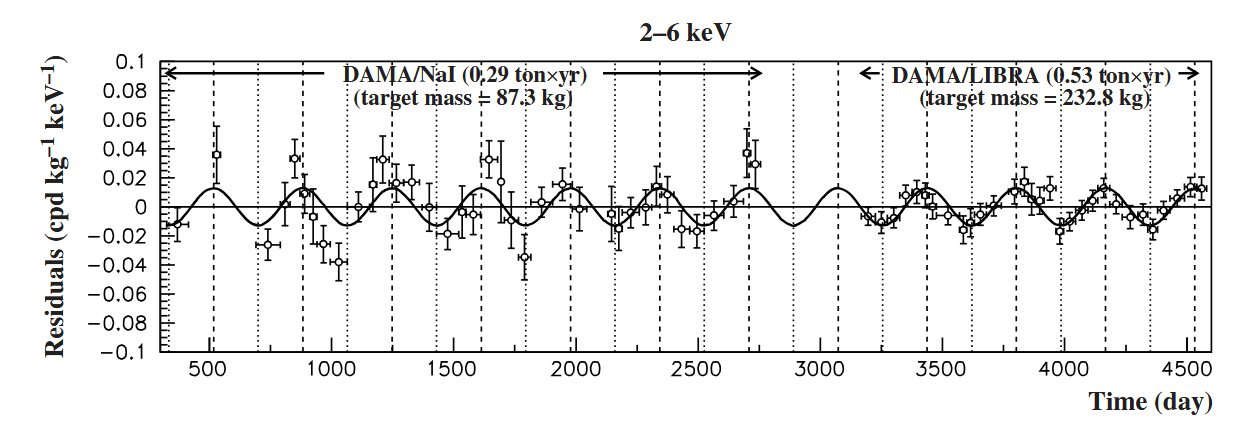 2–6 keV
DAMA/NaI (0.29 ton×yr)
(target mass = 87.3 kg)
DAMA/LIBRA (0.53 ton×yr)
(target mass = 232.8 kg)
Residuals (cpd kg⁻¹ keV⁻¹)
0.1
0.08
0.06
0.04
0.02
0
−0.02
−0.04
−0.06
−0.08
−0.1
500 1000 1500 2000 2500 3000 3500 4000 4500
Time (day)